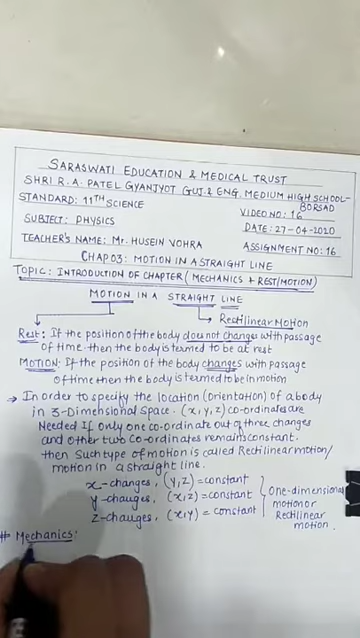 SARASWATI EDUCATION & MEDICAL TRUST
SHRI R.A. PATEL GYANJYOT GUJ. & ENG. MEDIUM HIGH SCHOOL-
BORSAD
STANDARD: 11TH SCIENCE
VIDEO NO: 16
SUBJECT: PHYSICS
DATE: 27-04-2020
TEACHER'S NAME: Mr. HUSEIN VOHRA
ASSIGNMENT NO: 16
CHAP 03: MOTION IN A STRAIGHT LINE
TOPIC: INTRODUCTION OF CHAPTER (MECHANICS + REST/MOTION)
MOTION IN A STRAIGHT LINE
Rectilinear Motion
Rest: If the position of the body does not changes with passage
of time then the body is teamed to be at rest
MOTION: If the position of the body changes with passage
of time then the body is teamed to be in motion
→ In order to specify the location (orientation) of a body
in 3-Dimensional space. (x,y,z) co-ordinates are
Needed If only one co-ordinate out of three changes
and other two co-ordinates remains constant.
then such type of motion is called Rectilinear motion/
motion in a straight line.
x-changes, (y,z) = constant
y-changes, (x,z) = constant
z-changes, (x,y) = constant
One-dimensional
motion or
Rectilinear
motion.
# Mechanics: